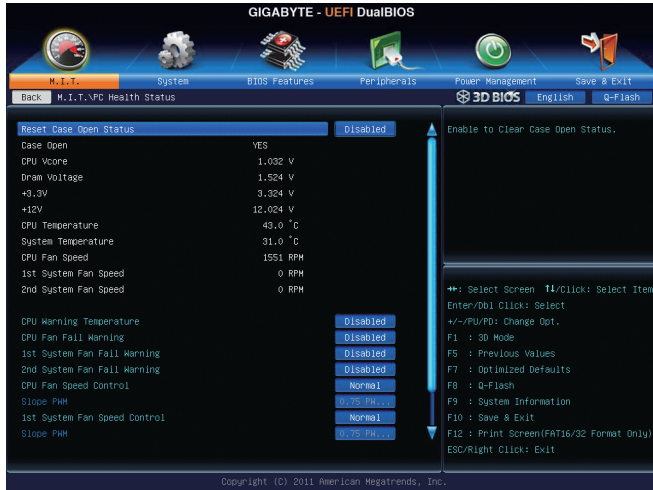 GIGABYTE - UEFI DualBIOS
M.I.T. System BIOS Features Peripherals Power Management Save & Exit
Back M.I.T.\PC Health Status 3D BIOS English Q-Flash
Reset Case Open Status Disabled
Case Open YES
CPU Vcore 1.032 V
Dram Voltage 1.524 V
+3.3V 3.324 V
+12V 12.024 V
CPU Temperature 43.0 °C
System Temperature 31.0 °C
CPU Fan Speed 1551 RPM
1st System Fan Speed 0 RPM
2nd System Fan Speed 0 RPM
CPU Warning Temperature Disabled
CPU Fan Fail Warning Disabled
1st System Fan Fail Warning Disabled
2nd System Fan Fail Warning Disabled
CPU Fan Speed Control Normal
Slope PWM 0.75 PW...
1st System Fan Speed Control Normal
Slope PWM 0.75 PW...
Enable to Clear Case Open Status.
→←: Select Screen ↑↓/Click: Select Item
Enter/Dbl Click: Select
+/-/PU/PD: Change Opt.
F1 : 3D Mode
F5 : Previous Values
F7 : Optimized Defaults
F8 : Q-Flash
F9 : System Information
F10 : Save & Exit
F12 : Print Screen(FAT16/32 Format Only)
ESC/Right Click: Exit
Copyright (C) 2011 American Megatrends, Inc.